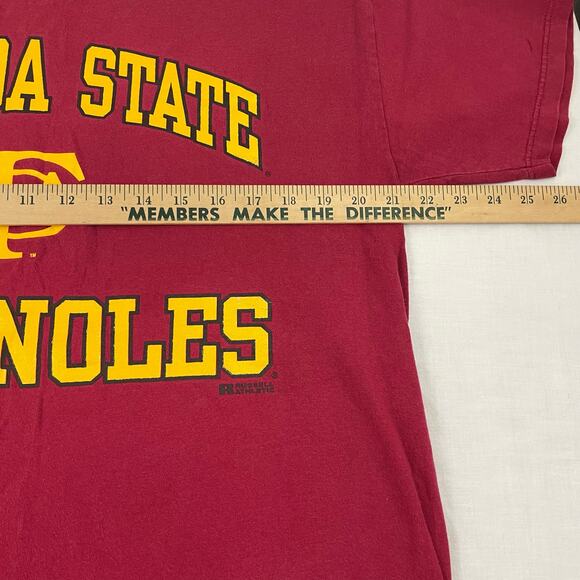 DA STATE
®
11 12 13 14 15 16 17 18 19 20 21 22 23 24 25 26
"MEMBERS MAKE THE DIFFERENCE"
TM
NOLES
®
R RUSSELL
ATHLETIC